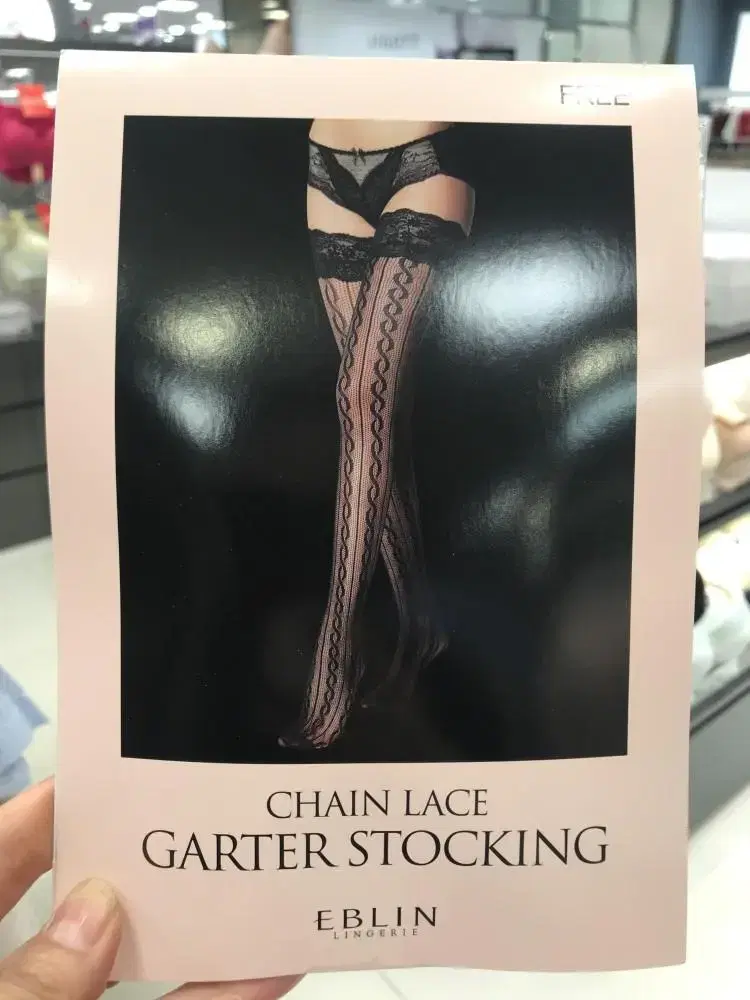 FREE
CHAIN LACE
GARTER STOCKING
EBLIN
LINGERIE